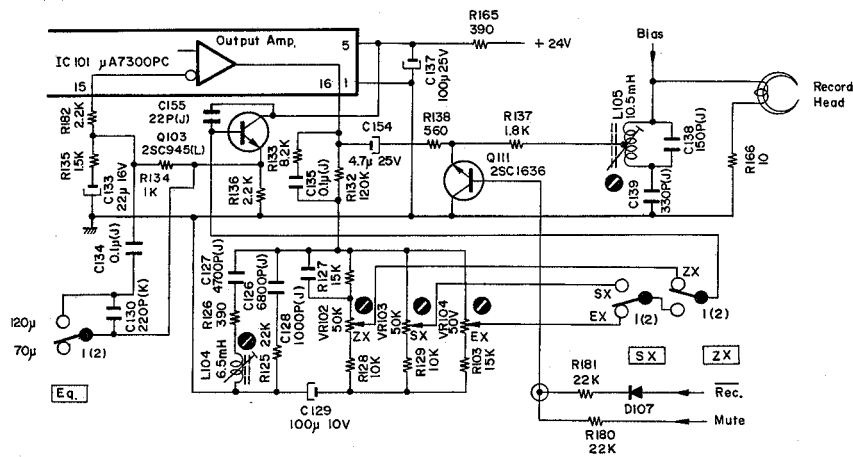 R165
390
+ 24V
Output Amp.
5
IC 101 μA7300PC
16
1
15
C137
100μ 25V
Bias
L105
10.5mH
Record
Head
R182
2.2K
C155
22P(J)
Q103
2SC945(L)
R135
1.5K
C133
22μ 16V
R134
1K
R136
2.2K
R133
8.2K
C135
0.1μ(J)
R132
120K
C154
4.7μ 25V
R138
560
R137
1.8K
Q111
2SC1636
C138
150P(J)
C139
330P(J)
R166
10
C134
0.1μ(J)
C130
220P(K)
C127
4700P(J)
R126
390
C126
6800P(J)
L104
6.5mH
R125 22K
C128
1000P(J)
R127
15K
VR102
50K
ZX
VR103
50K
SX
VR104
50V
EX
R128
10K
R129
10K
R103
15K
C129
100μ 10V
120μ
70μ
1(2)
Eq.
SX
EX
1(2)
ZX
1(2)
SX
ZX
R181
22K
D107
Rec.
Mute
R180
22K